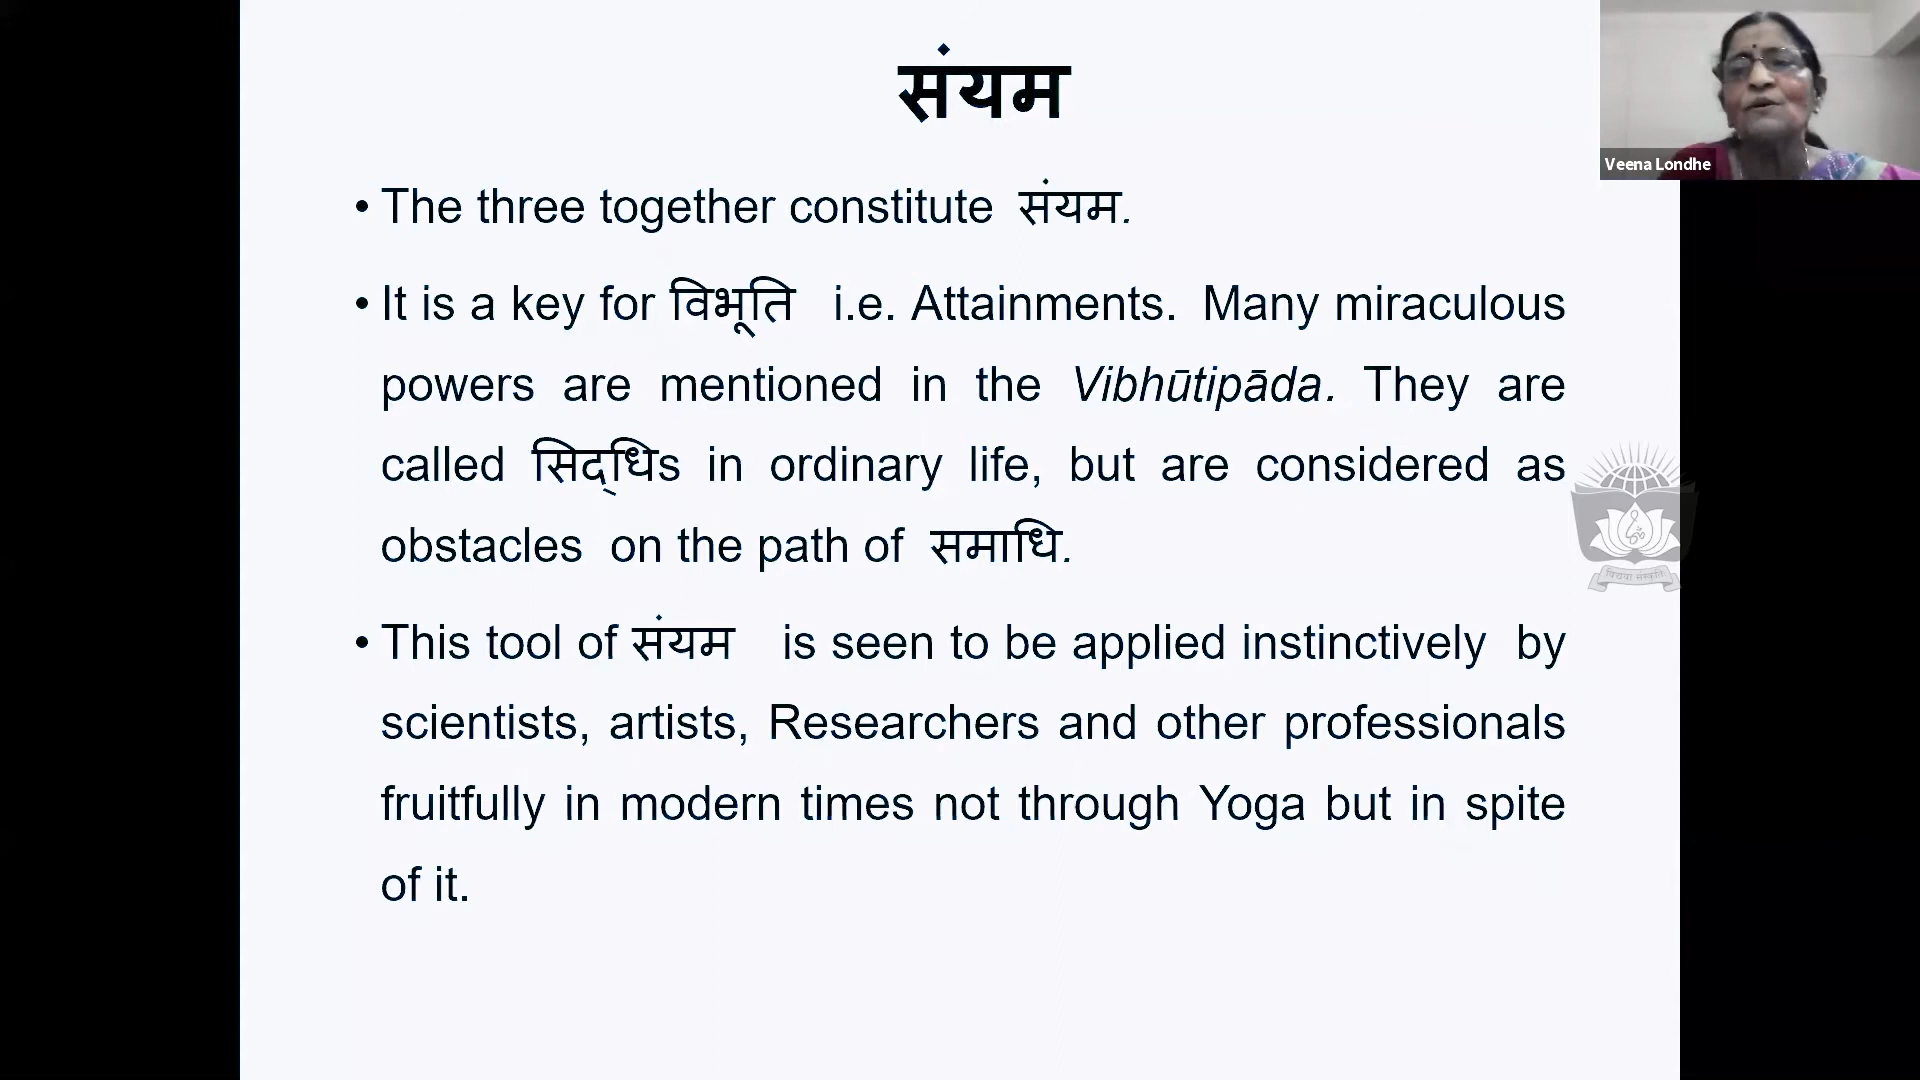 संयम
Veena Londhe
• The three together constitute संयम.
• It is a key for विभूति i.e. Attainments. Many miraculous
powers are mentioned in the Vibhūtipāda. They are
called सिद्‌धिs in ordinary life, but are considered as
obstacles on the path of समाधि.
• This tool of संयम is seen to be applied instinctively by
scientists, artists, Researchers and other professionals
fruitfully in modern times not through Yoga but in spite
of it.
विद्यया संस्कृतिः